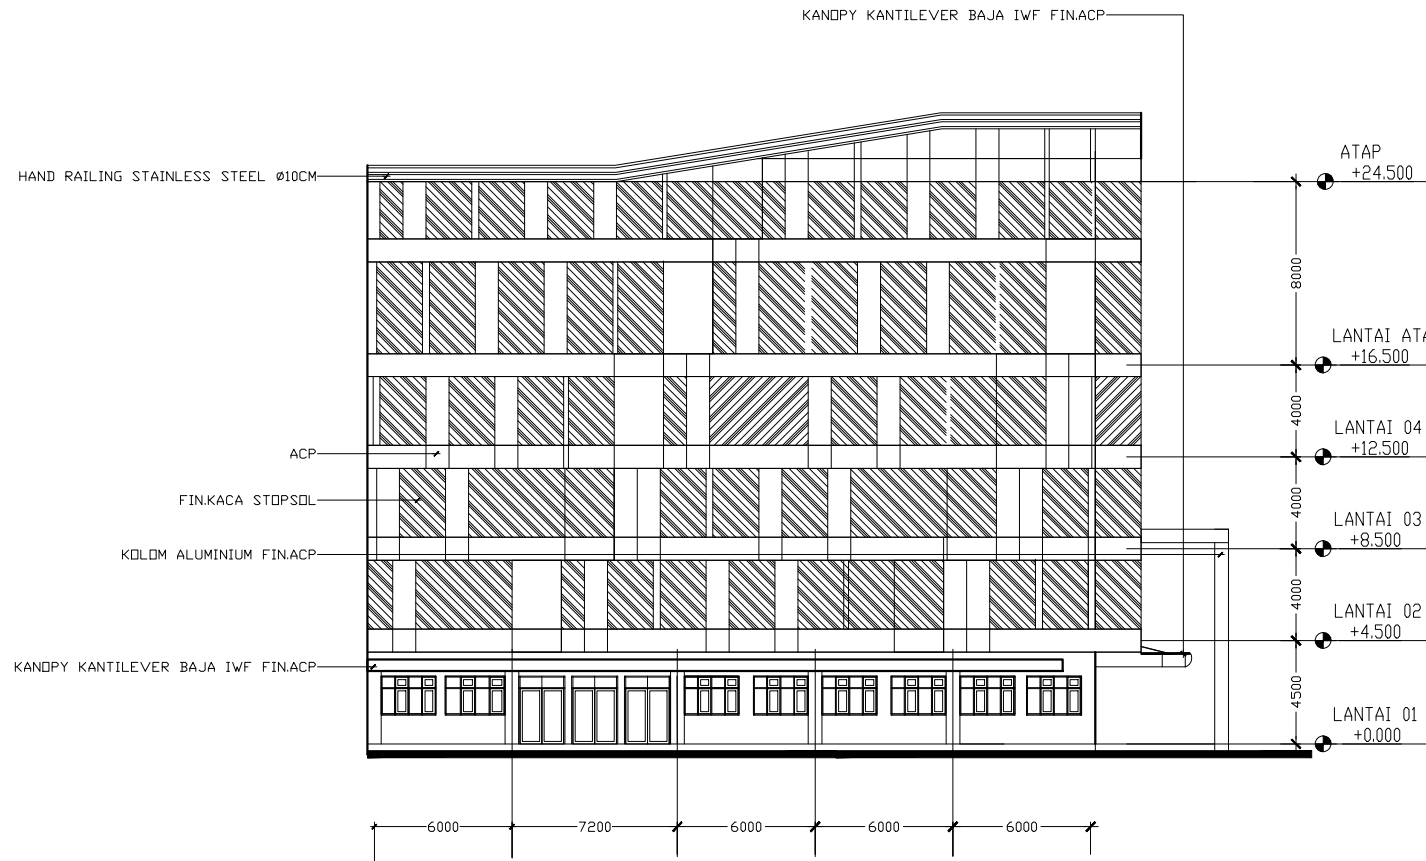 KANOPY KANTILEVER BAJA IWF FIN.ACP
ATAP
+24.500
HAND RAILING STAINLESS STEEL Ø10CM
8000
LANTAI ATA
+16.500
4000
LANTAI 04
+12.500
ACP
4000
FIN.KACA STOPSOL
LANTAI 03
+8.500
KOLOM ALUMINIUM FIN.ACP
4000
LANTAI 02
+4.500
KANOPY KANTILEVER BAJA IWF FIN.ACP
4500
LANTAI 01
+0.000
6000 7200 6000 6000 6000